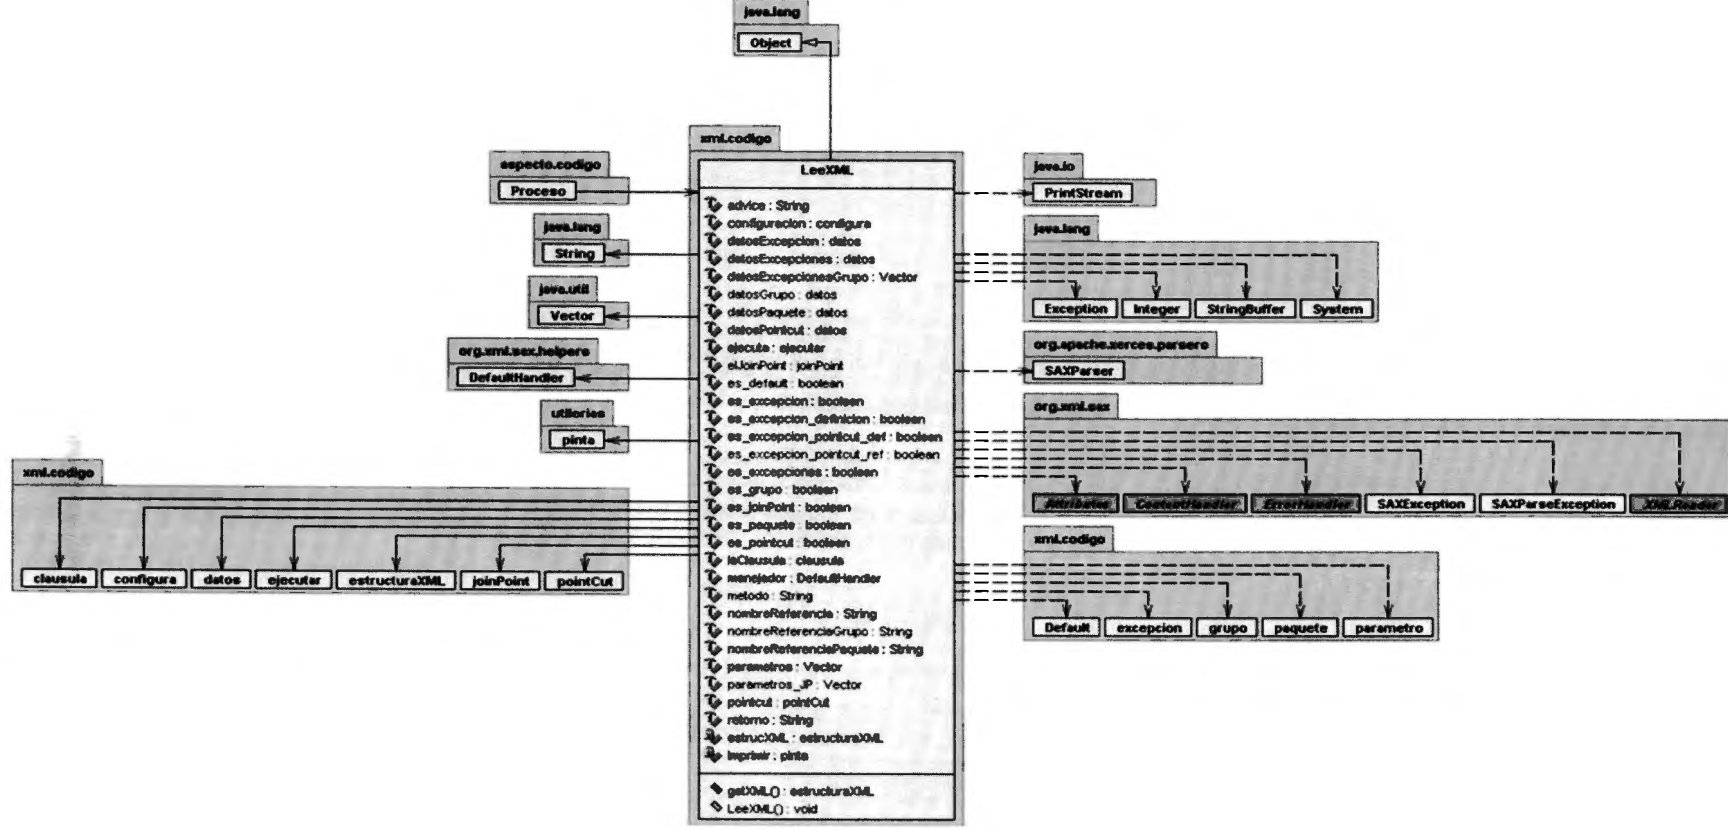 java.lang
Object
xml.codigo
LeeXML
advice : String
configuracion : configura
datosExcepcion : datos
datosExcepciones : datos
datosExcepcionesGrupo : Vector
datosGrupo : datos
datosPaquete : datos
datosPointcut : datos
ejecuta : ejecutar
elJoinPoint : joinPoint
es_default : boolean
es_excepcion : boolean
es_excepcion_definicion : boolean
es_excepcion_pointcut_def : boolean
es_excepcion_pointcut_ref : boolean
es_excepciones : boolean
es_grupo : boolean
es_joinPoint : boolean
es_paquete : boolean
es_pointcut : boolean
laClausula : clausula
manejador : DefaultHandler
metodo : String
nombreReferencia : String
nombreReferenciaGrupo : String
nombreReferenciaPaquete : String
parametros : Vector
parametros_JP : Vector
pointcut : pointCut
retorno : String
estrucXML : estructuraXML
imprimir : pinta
getXML() : estructuraXML
LeeXML() : void
aspecto.codigo
Proceso
java.lang
String
java.util
Vector
org.xml.sax.helpers
DefaultHandler
utilerias
pinta
xml.codigo
clausula configura datos ejecutar estructuraXML joinPoint pointCut
java.io
PrintStream
java.lang
Exception Integer StringBuffer System
org.apache.xerces.parsers
SAXParser
org.xml.sax
Attributes ContentHandler ErrorHandler SAXException SAXParseException XMLReader
xml.codigo
Default excepcion grupo paquete parametro